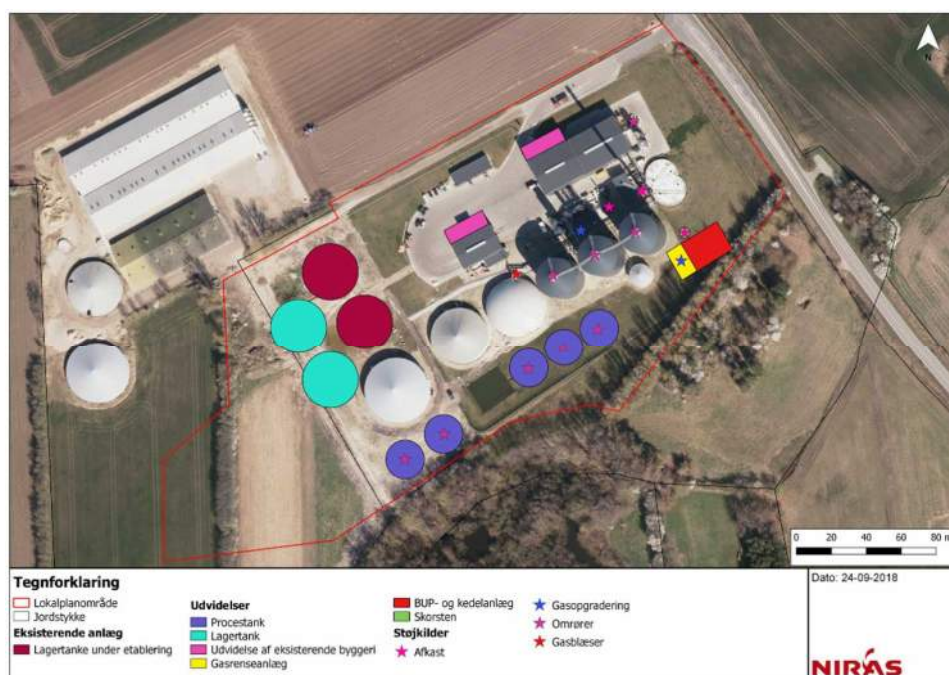 N
0 20 40 60 80 m
Tegnforklaring
Lokalplanområde
Jordstykke
Eksisterende anlæg
Lagertanke under etablering
Udvidelser
Procestank
Lagertank
Udvidelse af eksisterende byggeri
Gasrenseanlæg
BUP- og kedelanlæg
Skorsten
Støjkilder
Afkast
Gasopgradering
Omrører
Gasblæser
Dato: 24-09-2018
NIRAS